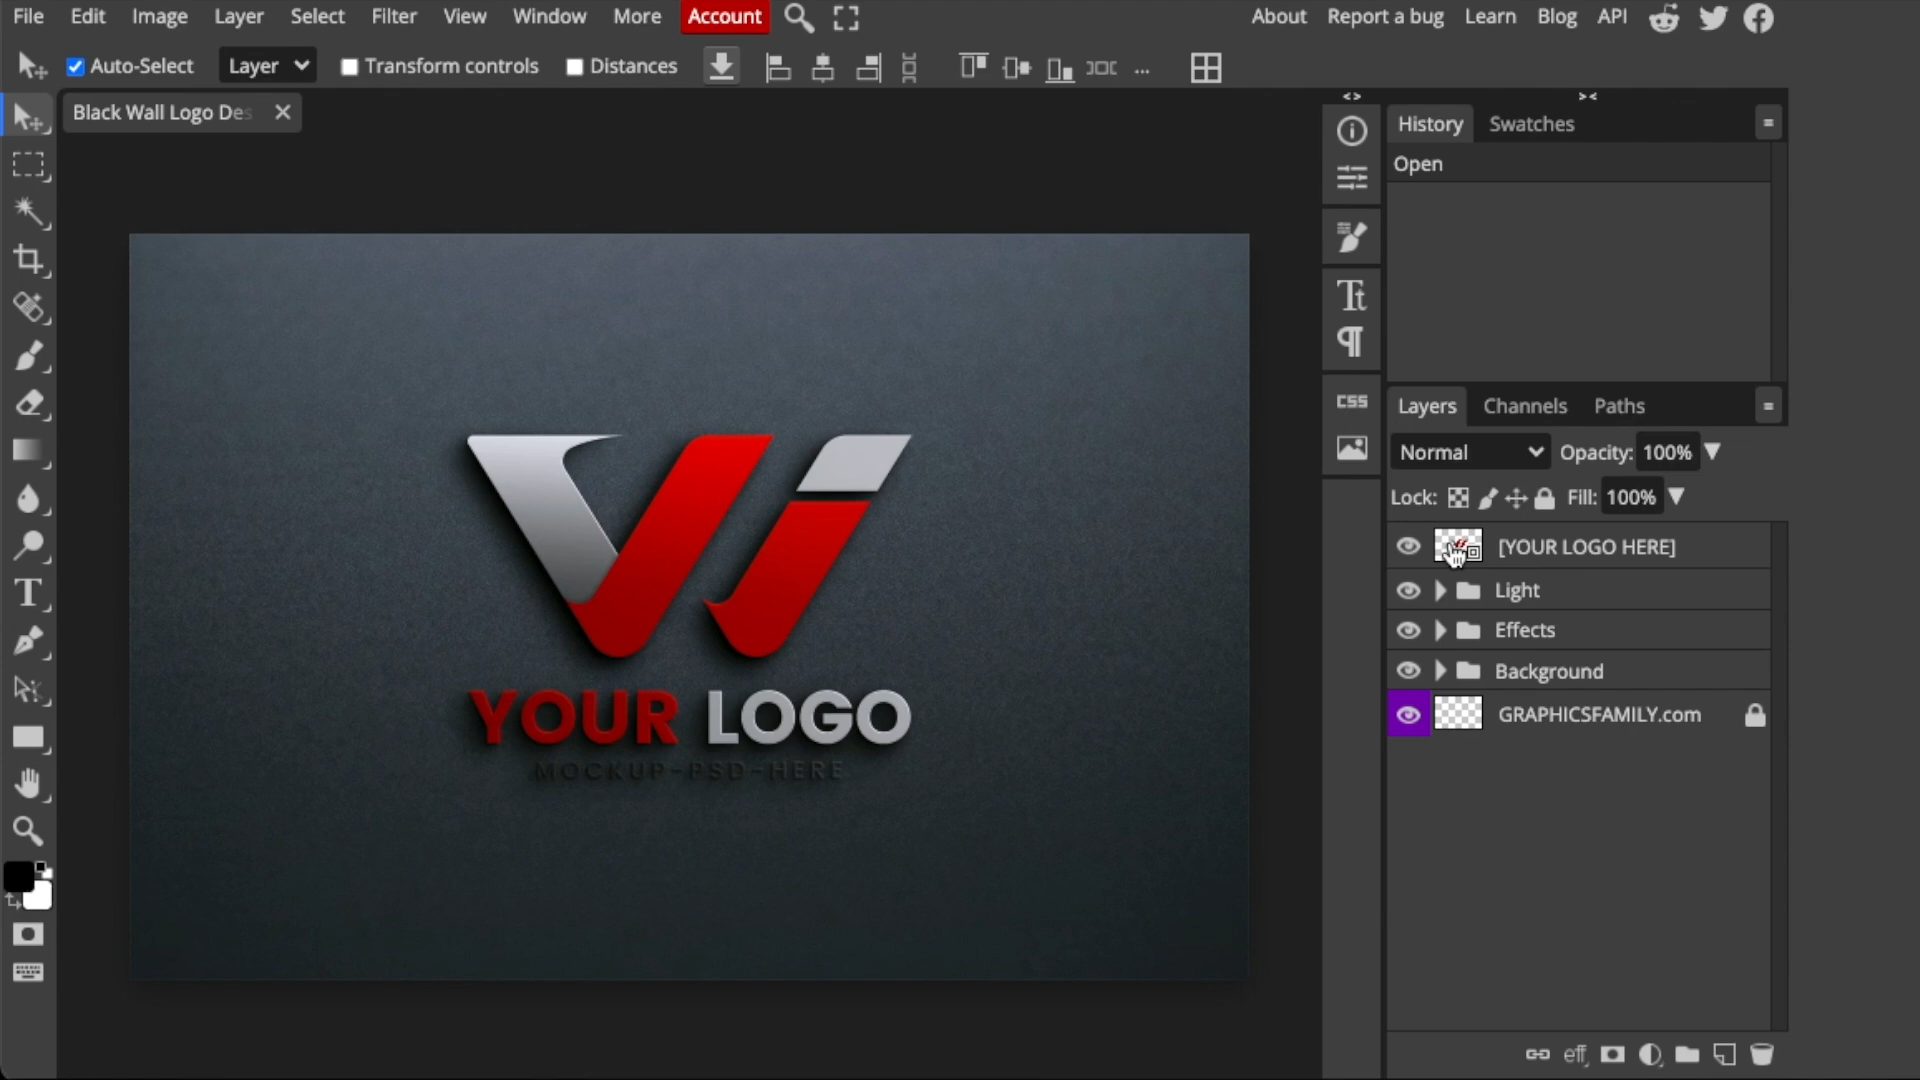 File Edit Image Layer Select Filter View Window More Account About Report a bug Learn Blog API
Auto-Select Layer Transform controls Distances ...
Black Wall Logo Des
History Swatches
Open
CSS
Layers Channels Paths
Normal Opacity: 100%
Lock: Fill: 100%
[YOUR LOGO HERE]
Light
Effects
Background
GRAPHICSFAMILY.com
YOUR LOGO
MOCKUP-PSD-HERE
eff